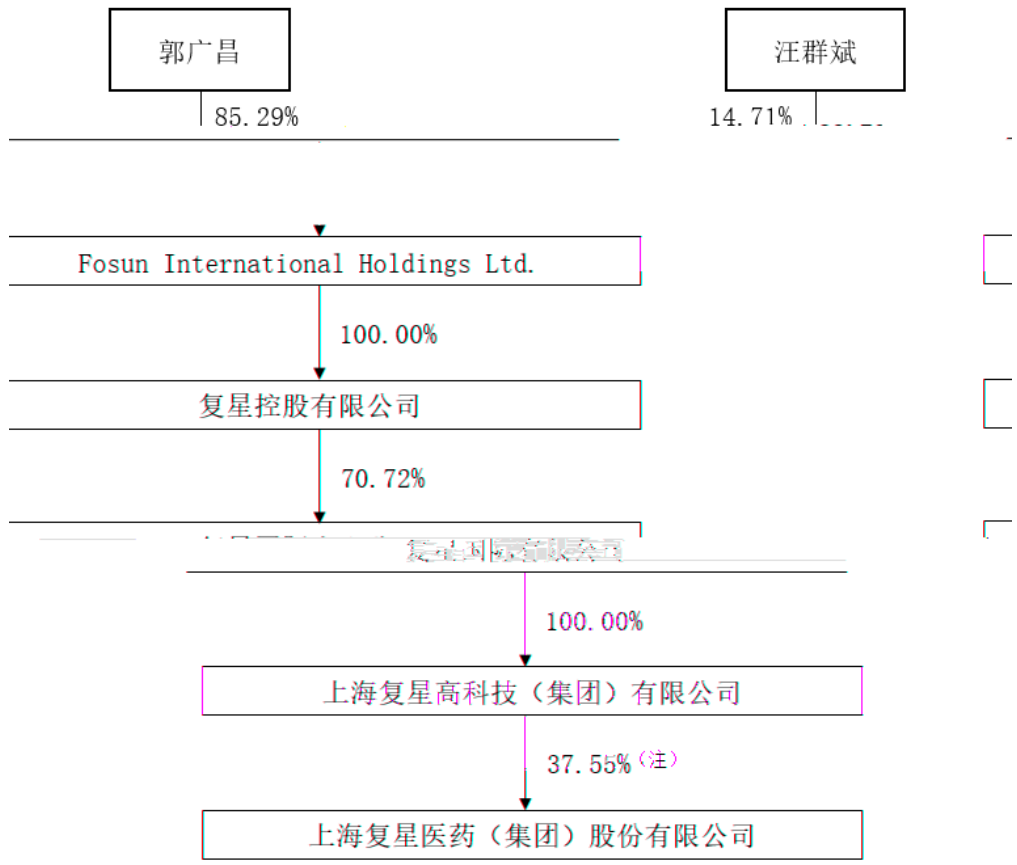 郭广昌
汪群斌
85.29%
14.71%
Fosun International Holdings Ltd.
100.00%
复星控股有限公司
70.72%
100.00%
上海复星高科技（集团）有限公司
37.55%（注）
上海复星医药（集团）股份有限公司